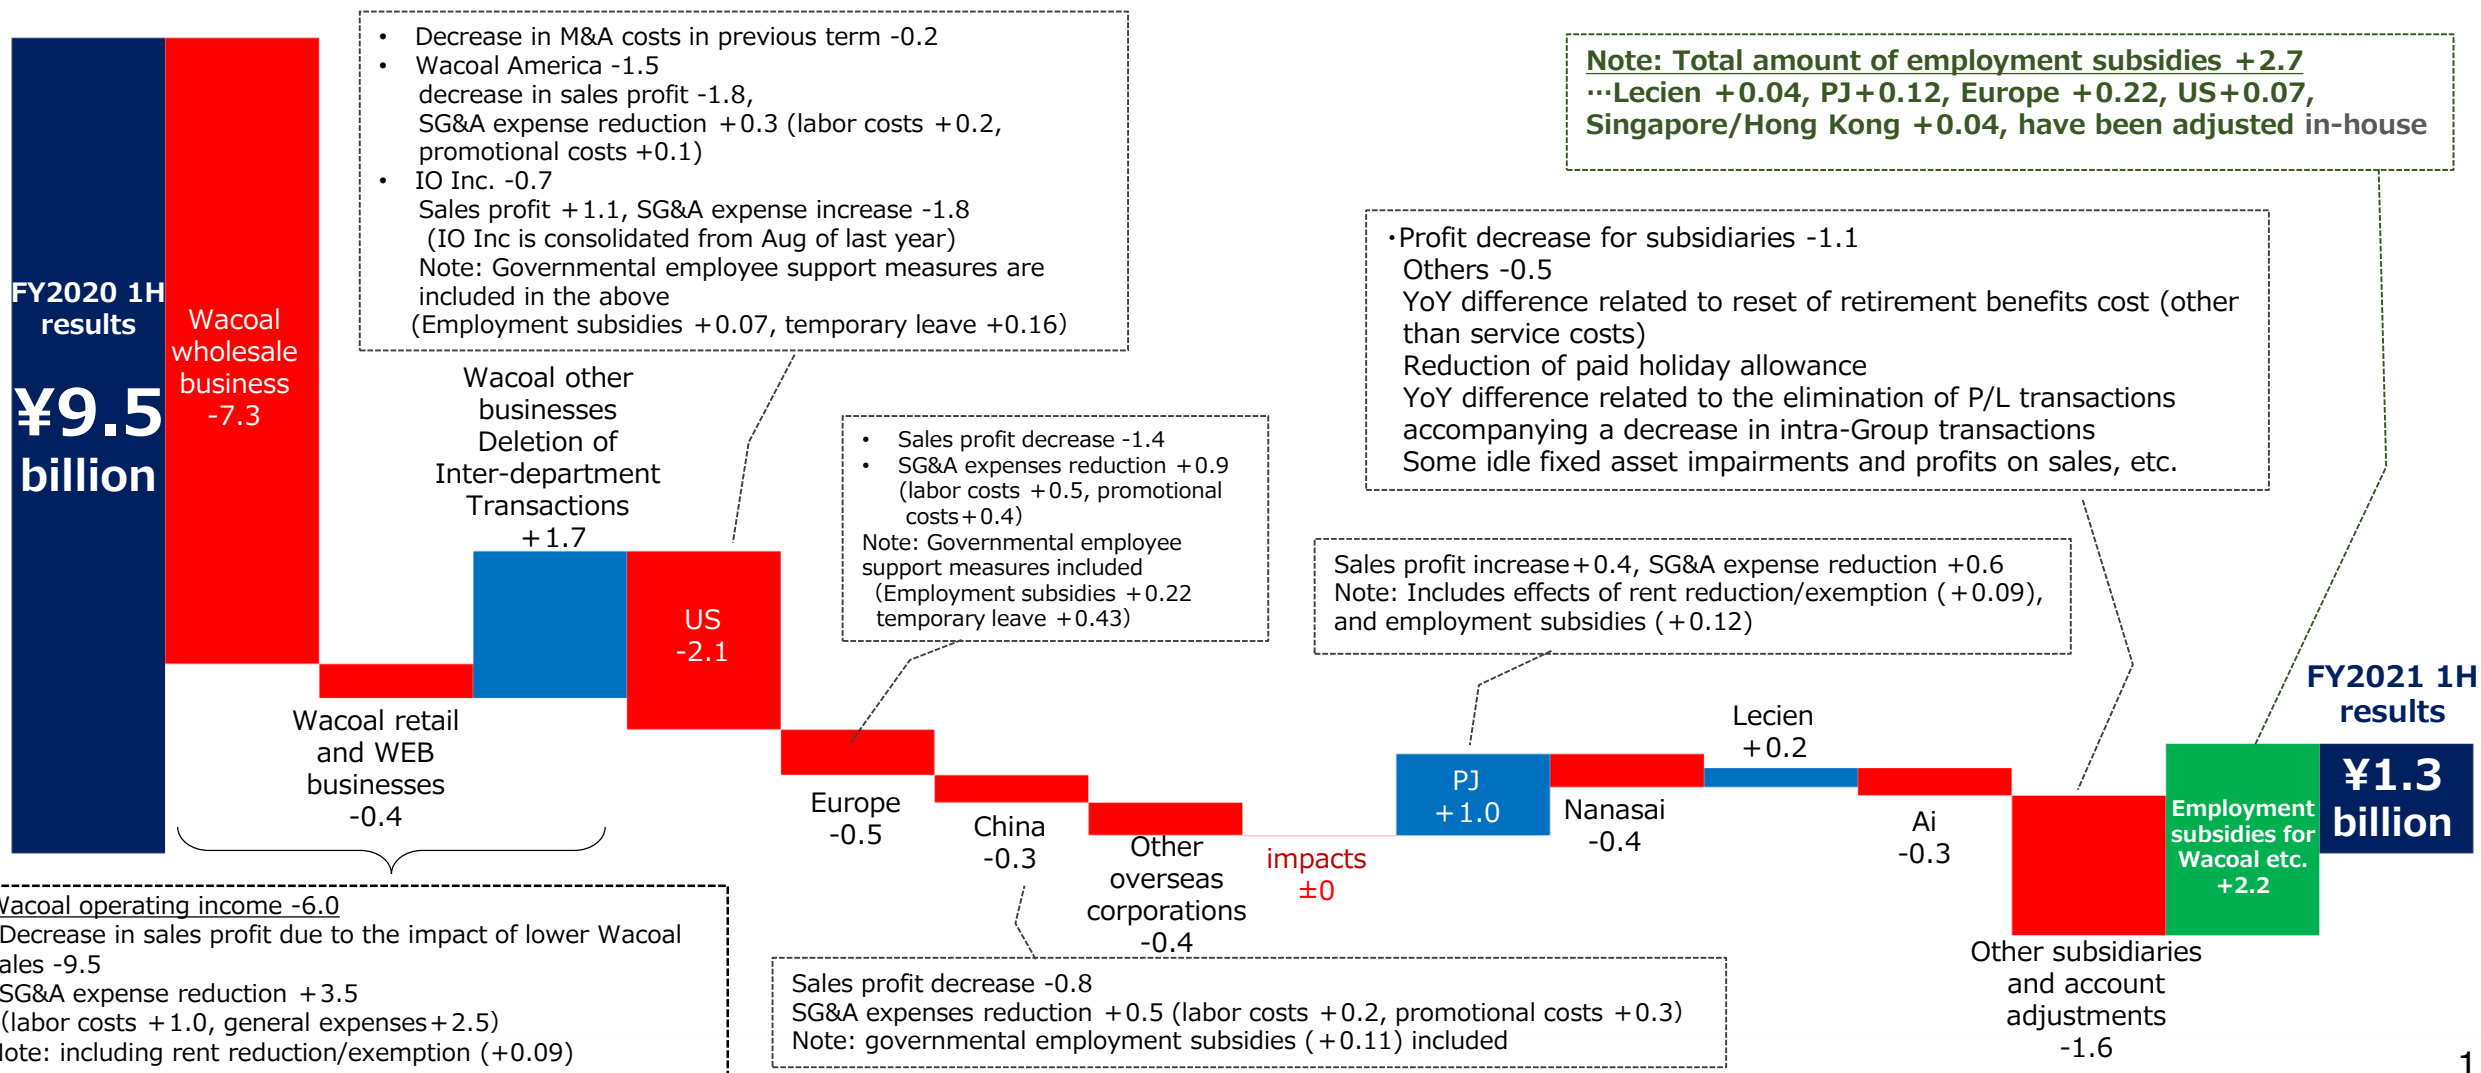 FY2020 1H
results
¥9.5
billion
Wacoal
wholesale
business
-7.3
Wacoal retail
and WEB
businesses
-0.4
Wacoal other
businesses
Deletion of
Inter-department
Transactions
+1.7
• Decrease in M&A costs in previous term -0.2
• Wacoal America -1.5
decrease in sales profit -1.8,
SG&A expense reduction +0.3 (labor costs +0.2,
promotional costs +0.1)
• IO Inc. -0.7
Sales profit +1.1, SG&A expense increase -1.8
(IO Inc is consolidated from Aug of last year)
Note: Governmental employee support measures are
included in the above
(Employment subsidies +0.07, temporary leave +0.16)
US
-2.1
• Sales profit decrease -1.4
• SG&A expenses reduction +0.9
(labor costs +0.5, promotional
costs+0.4)
Note: Governmental employee
support measures included
(Employment subsidies +0.22
temporary leave +0.43)
Europe
-0.5
China
-0.3
Other
overseas
corporations
-0.4
impacts
±0
Note: Total amount of employment subsidies +2.7
…Lecien +0.04, PJ+0.12, Europe +0.22, US+0.07,
Singapore/Hong Kong +0.04, have been adjusted in-house
・Profit decrease for subsidiaries -1.1
Others -0.5
YoY difference related to reset of retirement benefits cost (other
than service costs)
Reduction of paid holiday allowance
YoY difference related to the elimination of P/L transactions
accompanying a decrease in intra-Group transactions
Some idle fixed asset impairments and profits on sales, etc.
Sales profit increase+0.4, SG&A expense reduction +0.6
Note: Includes effects of rent reduction/exemption (+0.09),
and employment subsidies (+0.12)
PJ
+1.0
Nanasai
-0.4
Lecien
+0.2
Ai
-0.3
Other subsidiaries
and account
adjustments
-1.6
Employment
subsidies for
Wacoal etc.
+2.2
FY2021 1H
results
¥1.3
billion
Wacoal operating income -6.0
Decrease in sales profit due to the impact of lower Wacoal
ales -9.5
SG&A expense reduction +3.5
(labor costs +1.0, general expenses+2.5)
Note: including rent reduction/exemption (+0.09)
Sales profit decrease -0.8
SG&A expenses reduction +0.5 (labor costs +0.2, promotional costs +0.3)
Note: governmental employment subsidies (+0.11) included
1